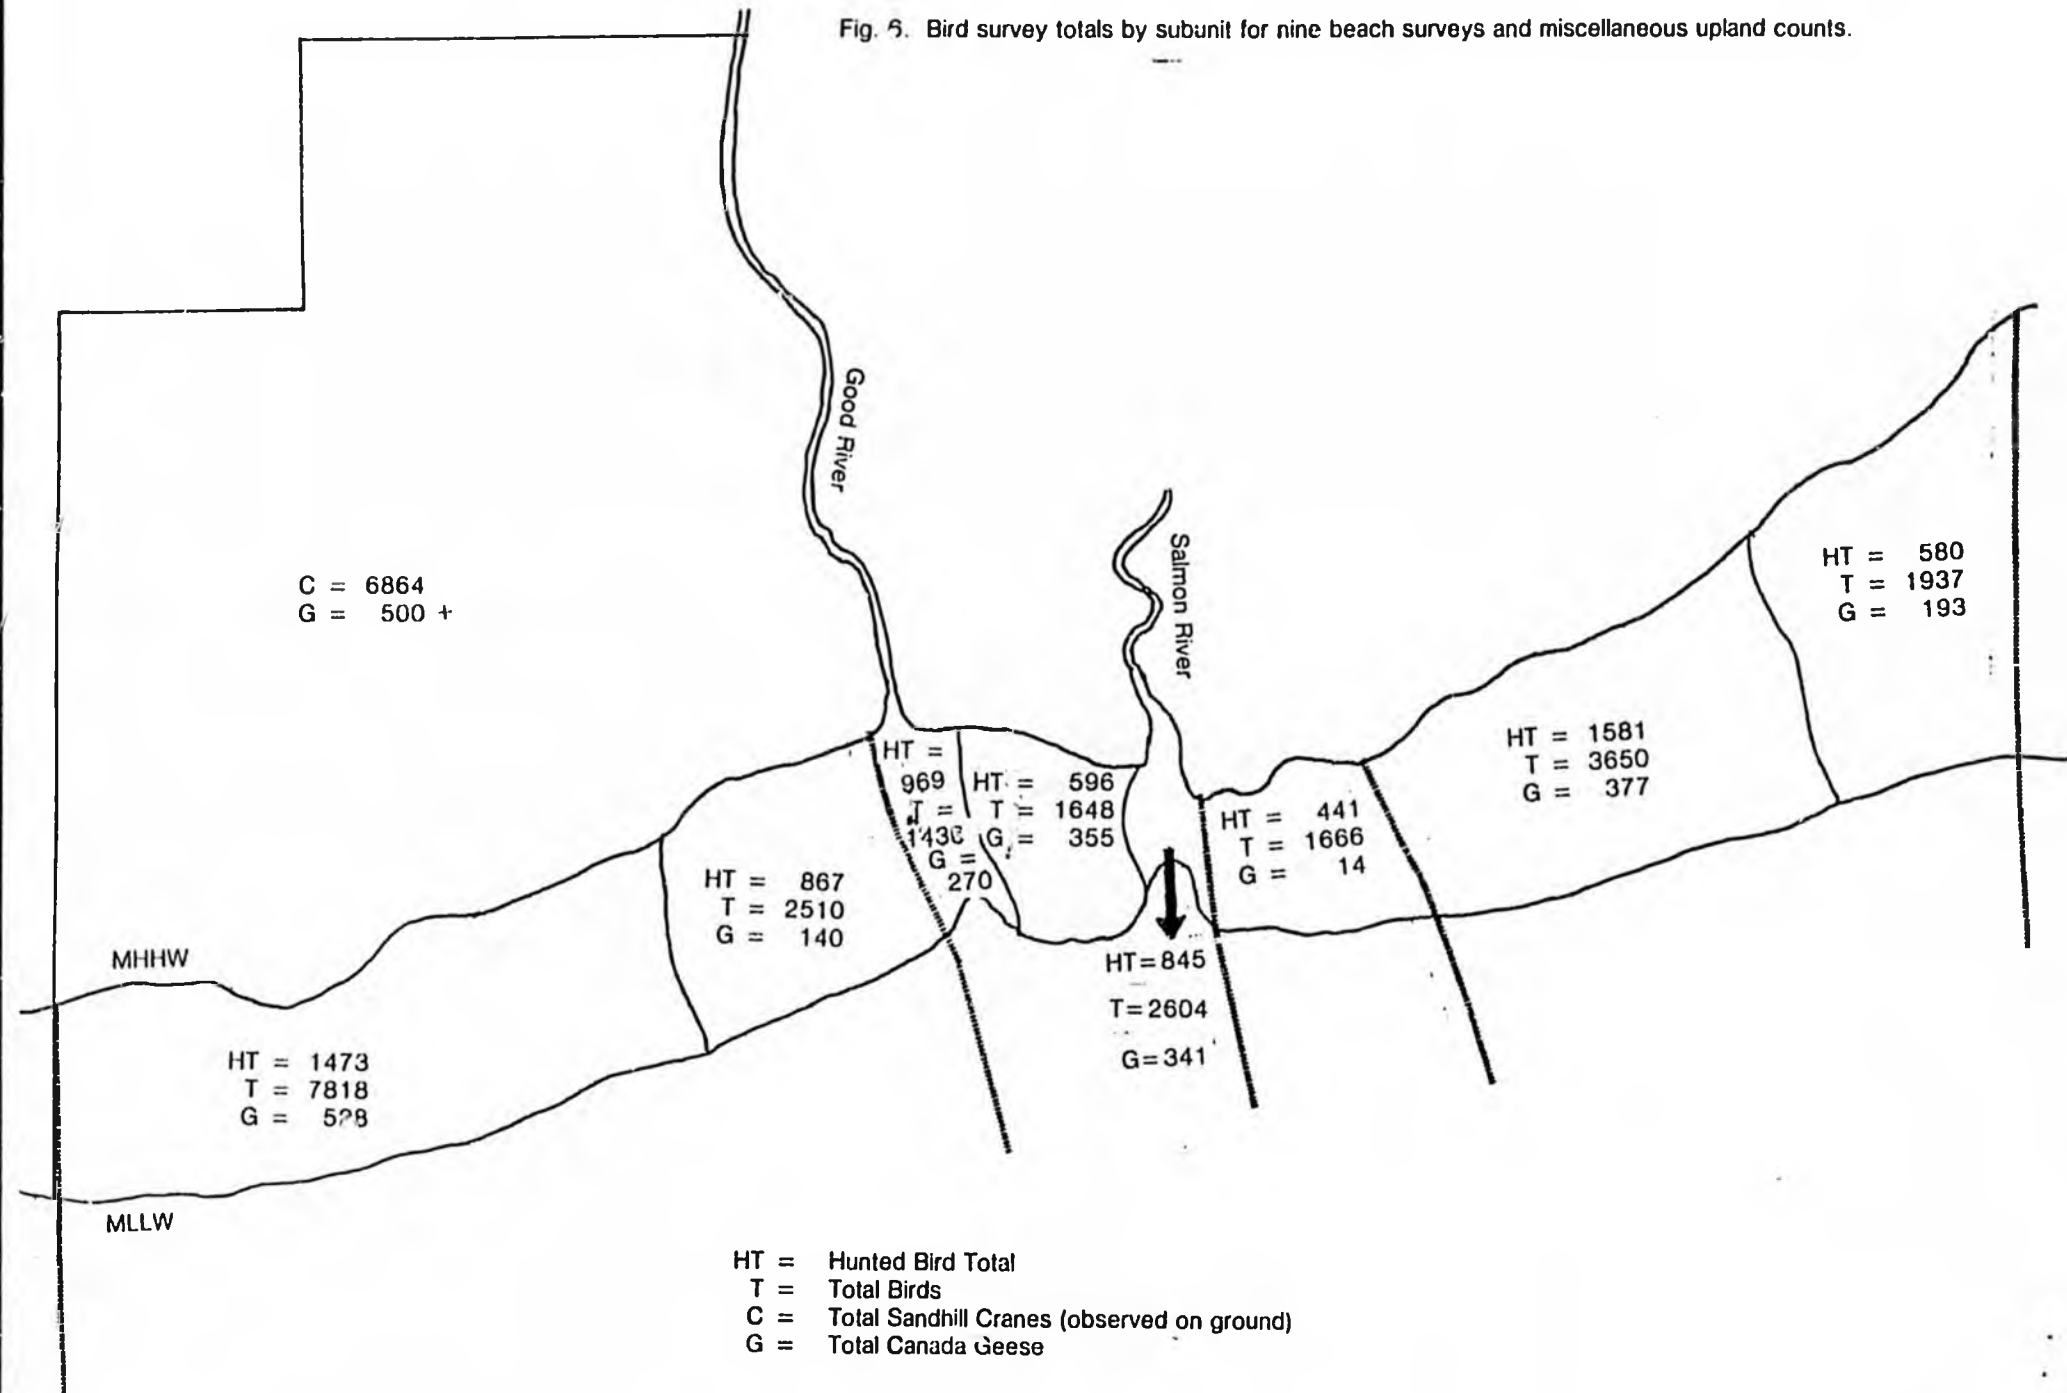 Fig. 5. Bird survey totals by subunit for nine beach surveys and miscellaneous upland counts.
Good River
Salmon River
C = 6864
G = 500 +
HT = 580
T = 1937
G = 193
HT = 1581
T = 3650
G = 377
HT =
969
T =
G =
270
HT = 596
T = 1648
G = 355
HT = 441
T = 1666
G = 14
HT = 867
T = 2510
G = 140
HT=845
T=2604
G=341
MHHW
HT = 1473
T = 7818
G =
MLLW
HT = Hunted Bird Total
T = Total Birds
C = Total Sandhill Cranes (observed on ground)
G = Total Canada Geese